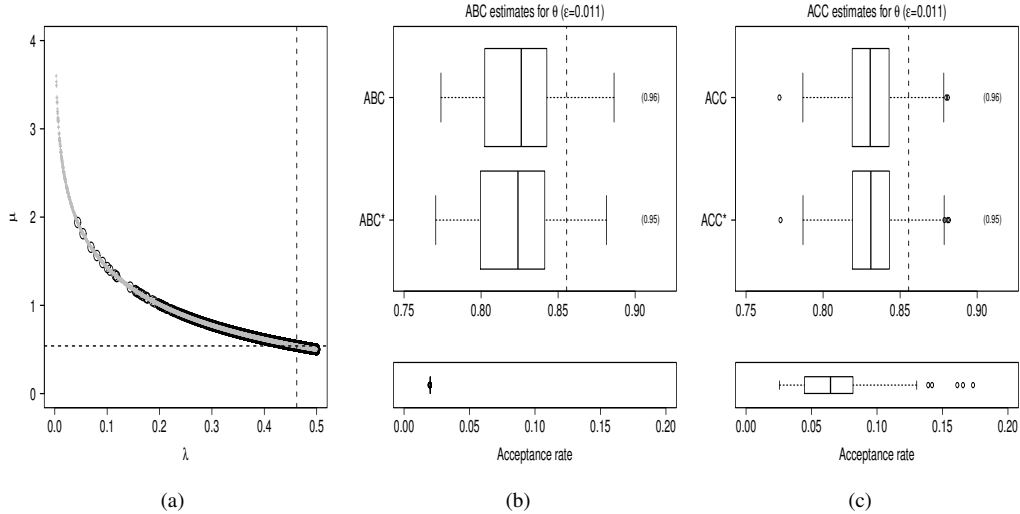 4
3
2
1
0
μ
0.0 0.1 0.2 0.3 0.4 0.5
λ
(a)
ABC estimates for θ (ε=0.011)
ABC
(0.96)
ABC*
(0.95)
0.75 0.80 0.85 0.90
0.00 0.05 0.10 0.15 0.20
Acceptance rate
(b)
ACC estimates for θ (ε=0.011)
ACC
(0.96)
ACC*
(0.95)
0.75 0.80 0.85 0.90
0.00 0.05 0.10 0.15 0.20
Acceptance rate
(c)